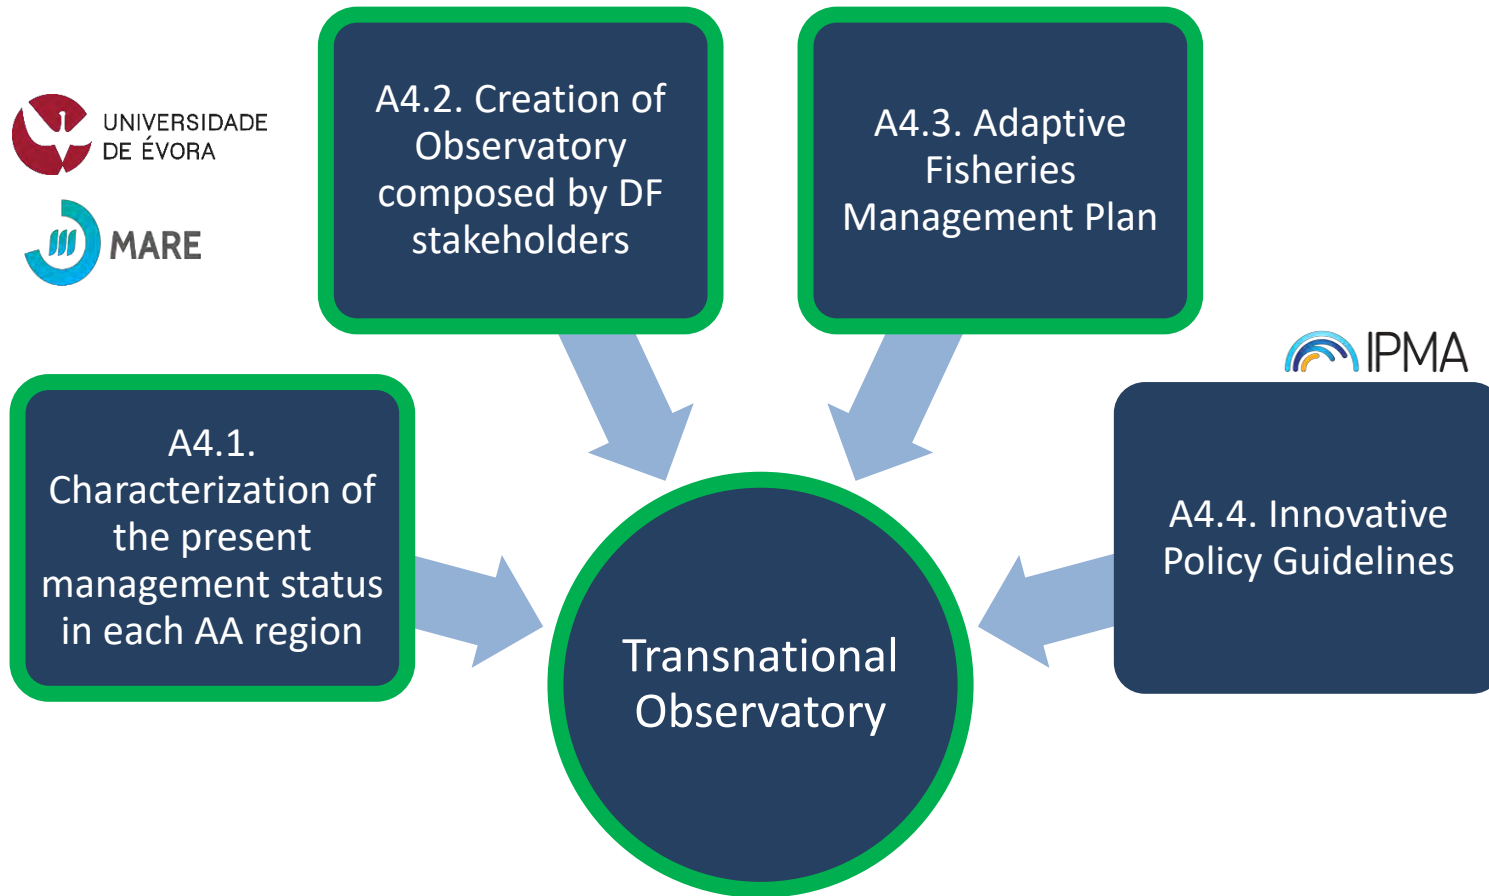 UNIVERSIDADE
DE ÉVORA
MARE
A4.2. Creation of
Observatory
composed by DF
stakeholders
A4.3. Adaptive
Fisheries
Management Plan
IPMA
A4.1.
Characterization of
the present
management status
in each AA region
A4.4. Innovative
Policy Guidelines
Transnational
Observatory